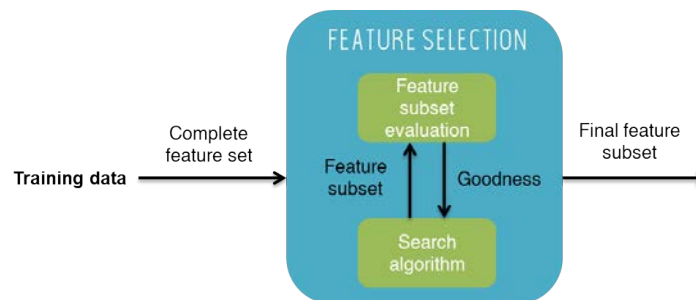 FEATURE SELECTION
Feature
subset
evaluation
Complete
feature set
Final feature
subset
Training data
Feature
subset
Goodness
Search
algorithm